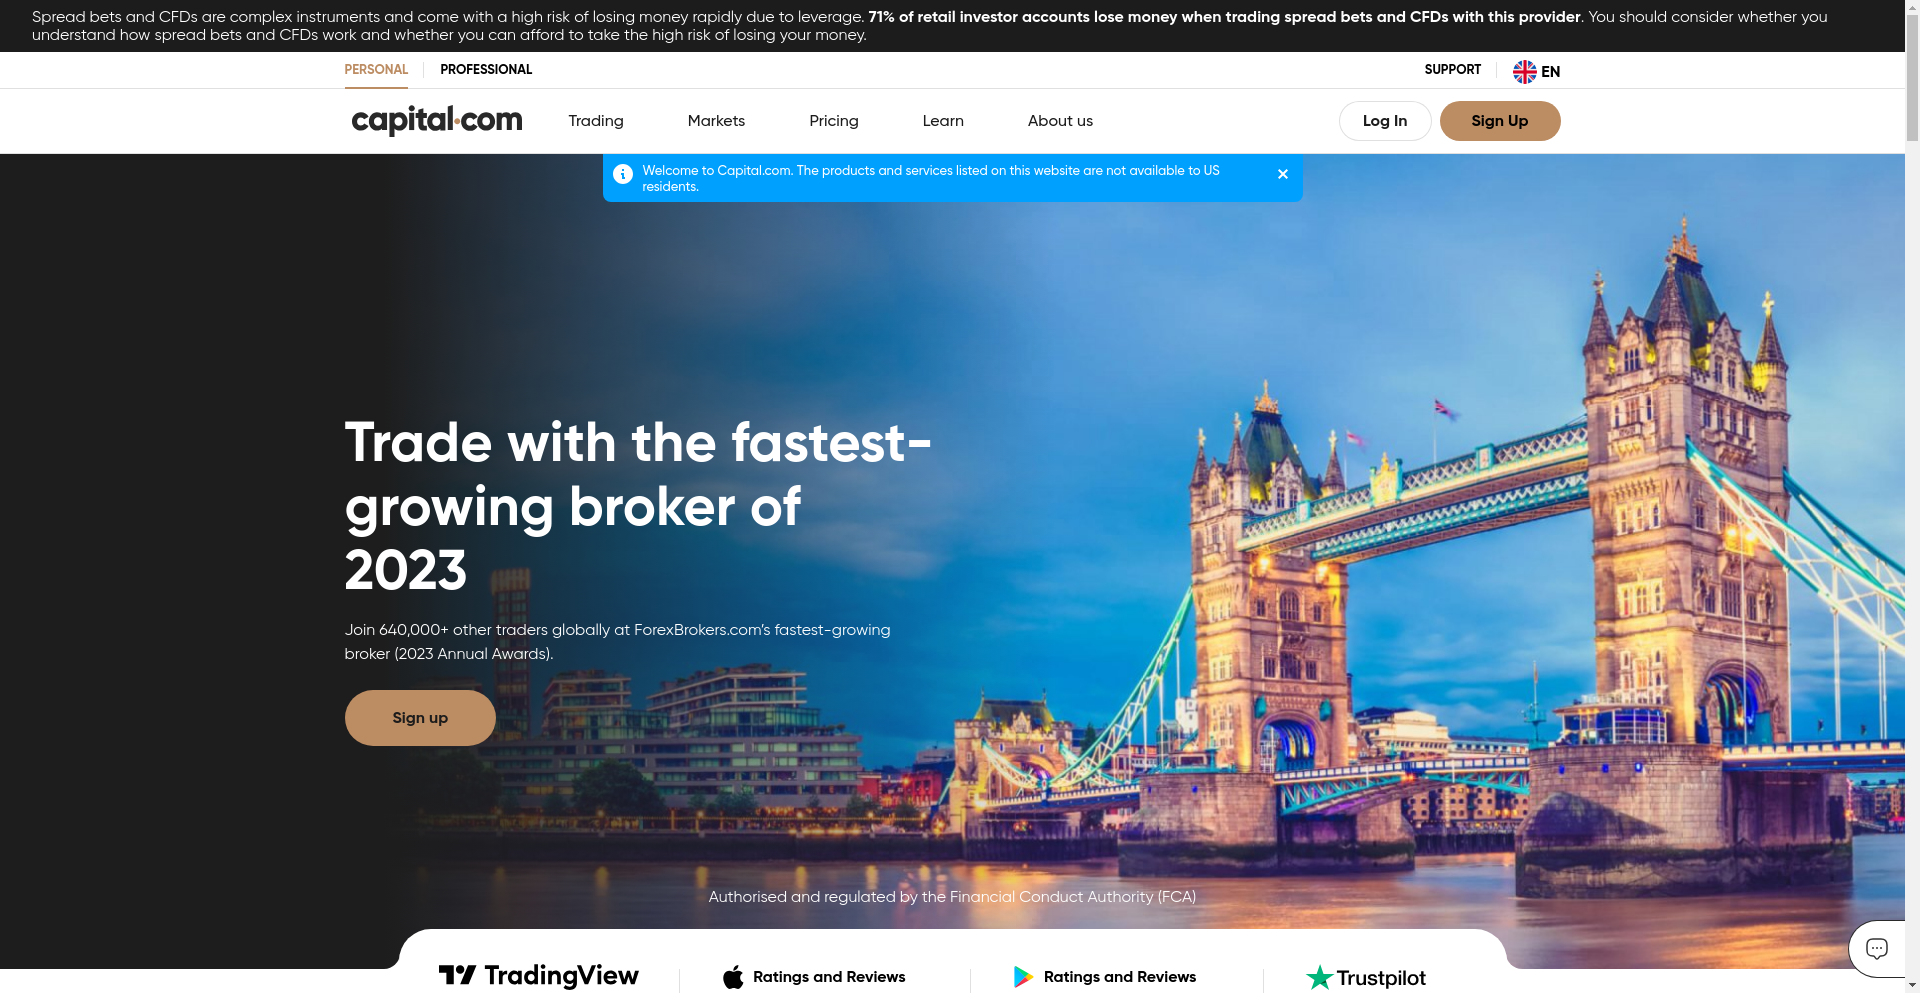 Spread bets and CFDs are complex instruments and come with a high risk of losing money rapidly due to leverage. 71% of retail investor accounts lose money when trading spread bets and CFDs with this provider. You should consider whether you
understand how spread bets and CFDs work and whether you can afford to take the high risk of losing your money.
PERSONAL PROFESSIONAL SUPPORT EN
capital.com Trading Markets Pricing Learn About us Log In Sign Up
Welcome to Capital.com. The products and services listed on this website are not available to US
residents.
Trade with the fastest-
growing broker of
2023
Join 640,000+ other traders globally at ForexBrokers.com’s fastest-growing
broker (2023 Annual Awards).
Sign up
Authorised and regulated by the Financial Conduct Authority (FCA)
TradingView Ratings and Reviews Ratings and Reviews Trustpilot